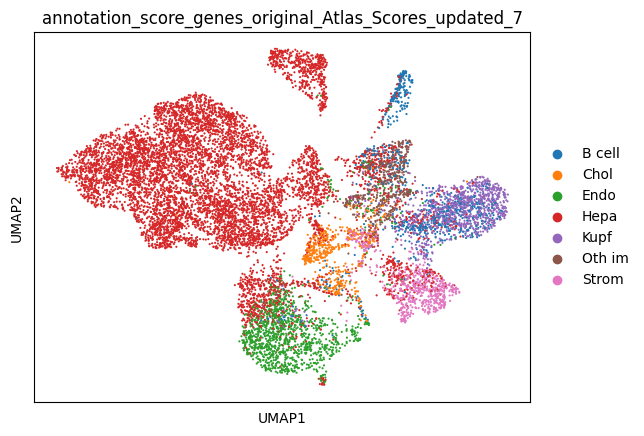 annotation_score_genes_original_Atlas_Scores_updated_7
UMAP2
UMAP1
B cell
Chol
Endo
Hepa
Kupf
Oth im
Strom